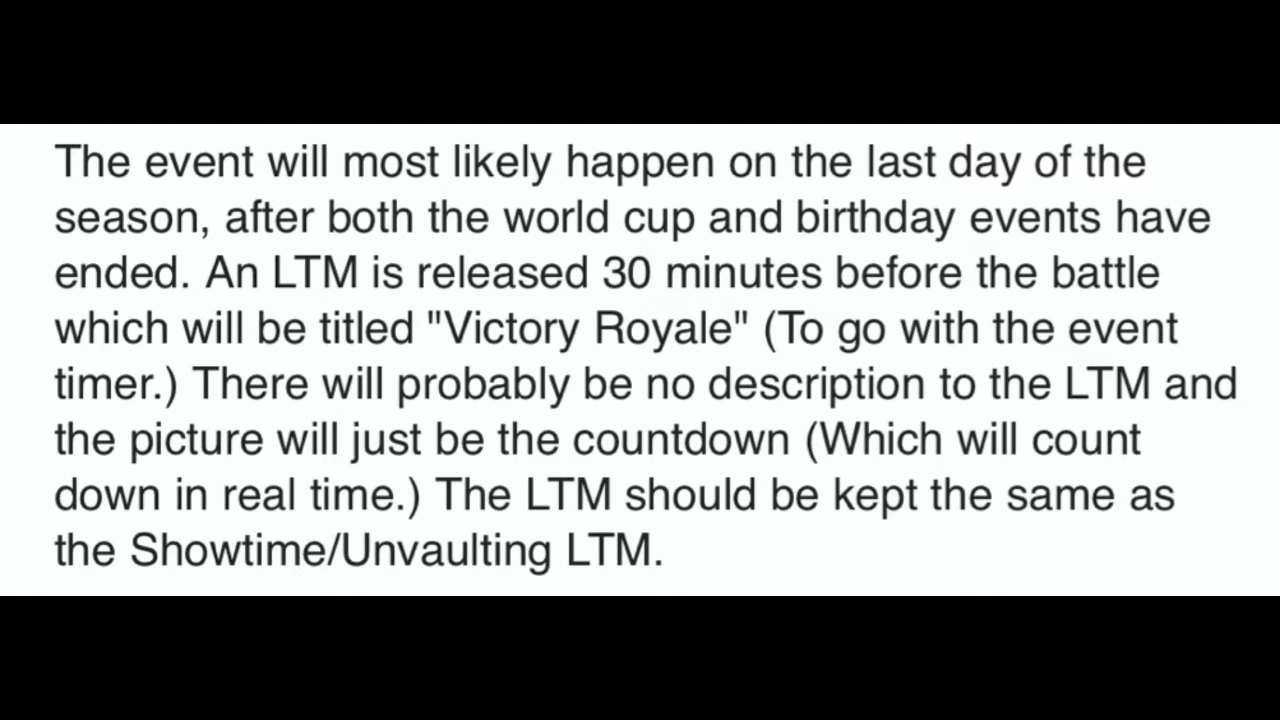 The event will most likely happen on the last day of the
season, after both the world cup and birthday events have
ended. An LTM is released 30 minutes before the battle
which will be titled "Victory Royale" (To go with the event
timer.) There will probably be no description to the LTM and
the picture will just be the countdown (Which will count
down in real time.) The LTM should be kept the same as
the Showtime/Unvaulting LTM.